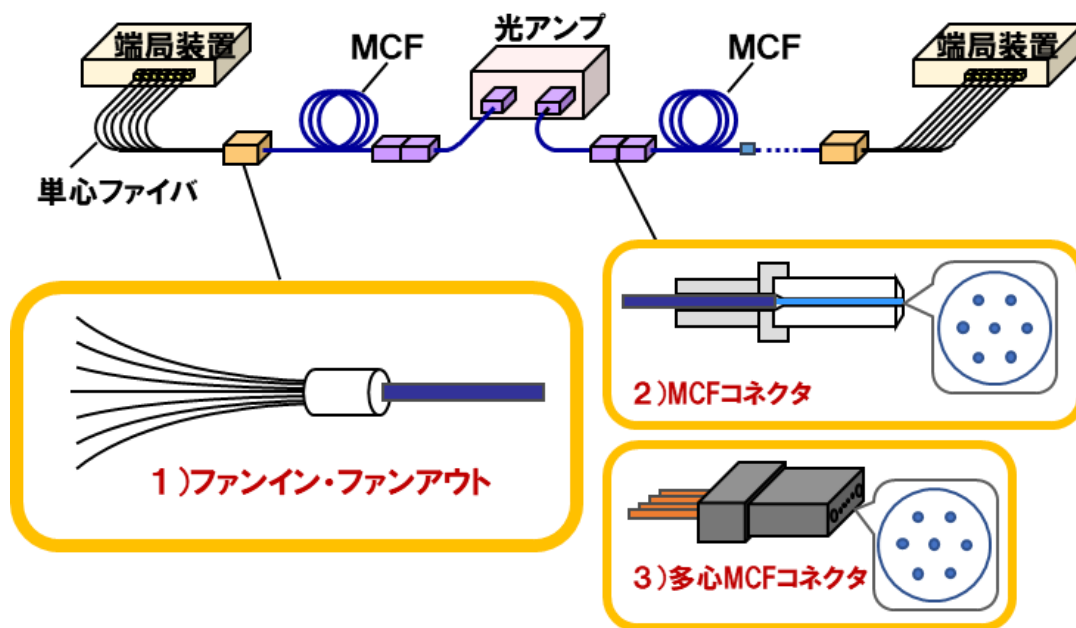 端局装置
MCF
光アンプ
MCF
端局装置
単心ファイバ
1)ファンイン・ファンアウト
2)MCFコネクタ
3)多心MCFコネクタ